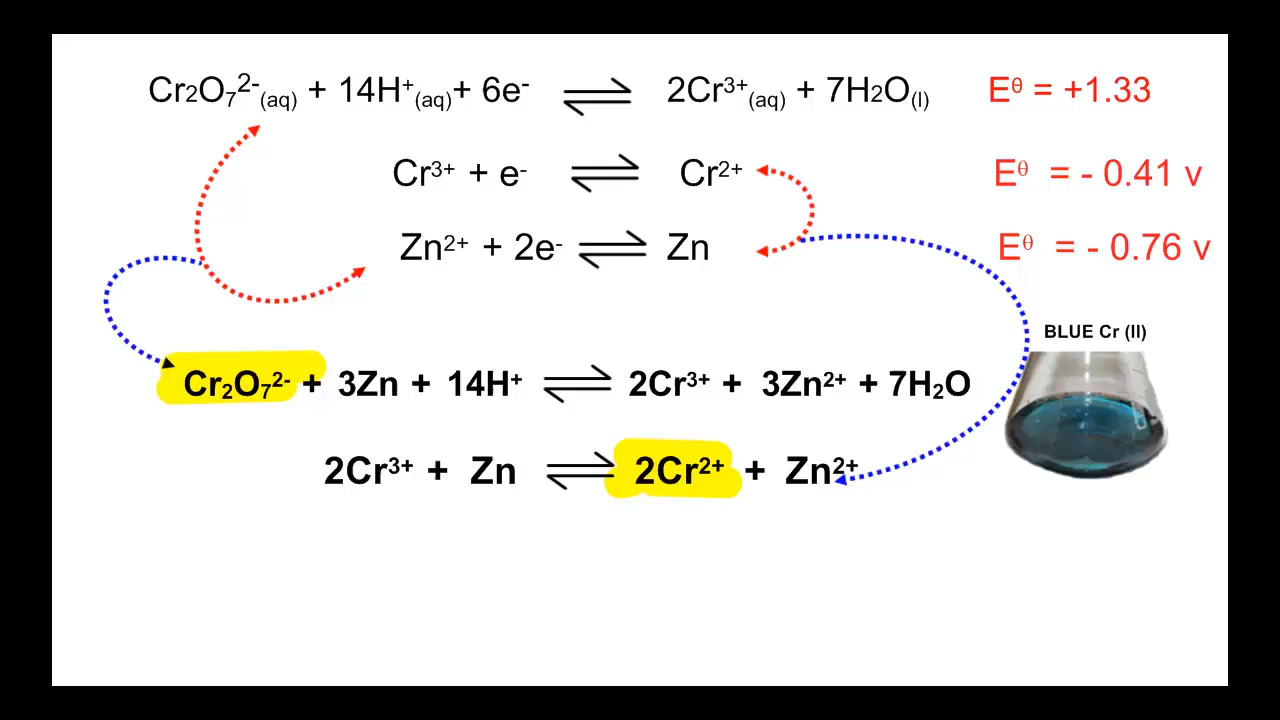 Cr₂O₇²⁻(aq) + 14H⁺(aq)+ 6e⁻ ⇌ 2Cr³⁺(aq) + 7H₂O(l) Eᶿ = +1.33
Cr³⁺ + e⁻ ⇌ Cr²⁺ Eᶿ = - 0.41 v
Zn²⁺ + 2e⁻ ⇌ Zn Eᶿ = - 0.76 v
BLUE Cr (II)
Cr₂O₇²⁻ + 3Zn + 14H⁺ ⇌ 2Cr³⁺ + 3Zn²⁺ + 7H₂O
2Cr³⁺ + Zn ⇌ 2Cr²⁺ + Zn²⁺